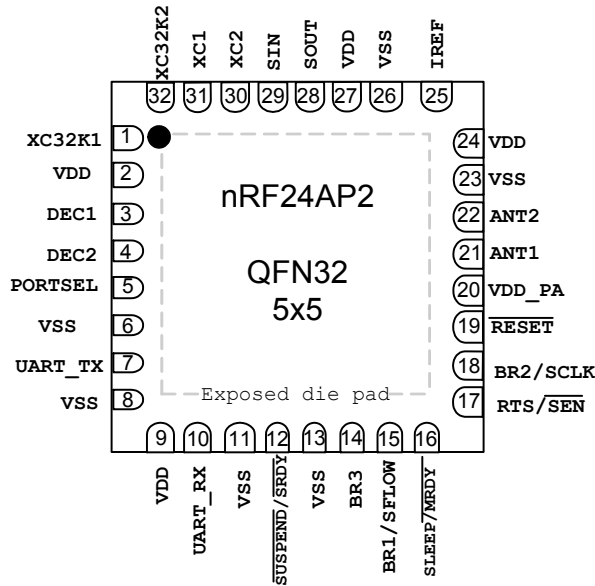 XC32K2
XC1
XC2
SIN
SOUT
VDD
VSS
IREF
32
31
30
29
28
27
26
25
XC32K1 1
VDD 2
DEC1 3
DEC2 4
PORTSEL 5
VSS 6
UART_TX 7
VSS 8
nRF24AP2
QFN32
5x5
Exposed die pad
24 VDD
23 VSS
22 ANT2
21 ANT1
20 VDD_PA
19 RESET
18 BR2/SCLK
17 RTS/SEN
9
10
11
12
13
14
15
16
VDD
UART_RX
VSS
SUSPEND/SRDY
VSS
BR3
BR1/SFLOW
SLEEP/MRDY